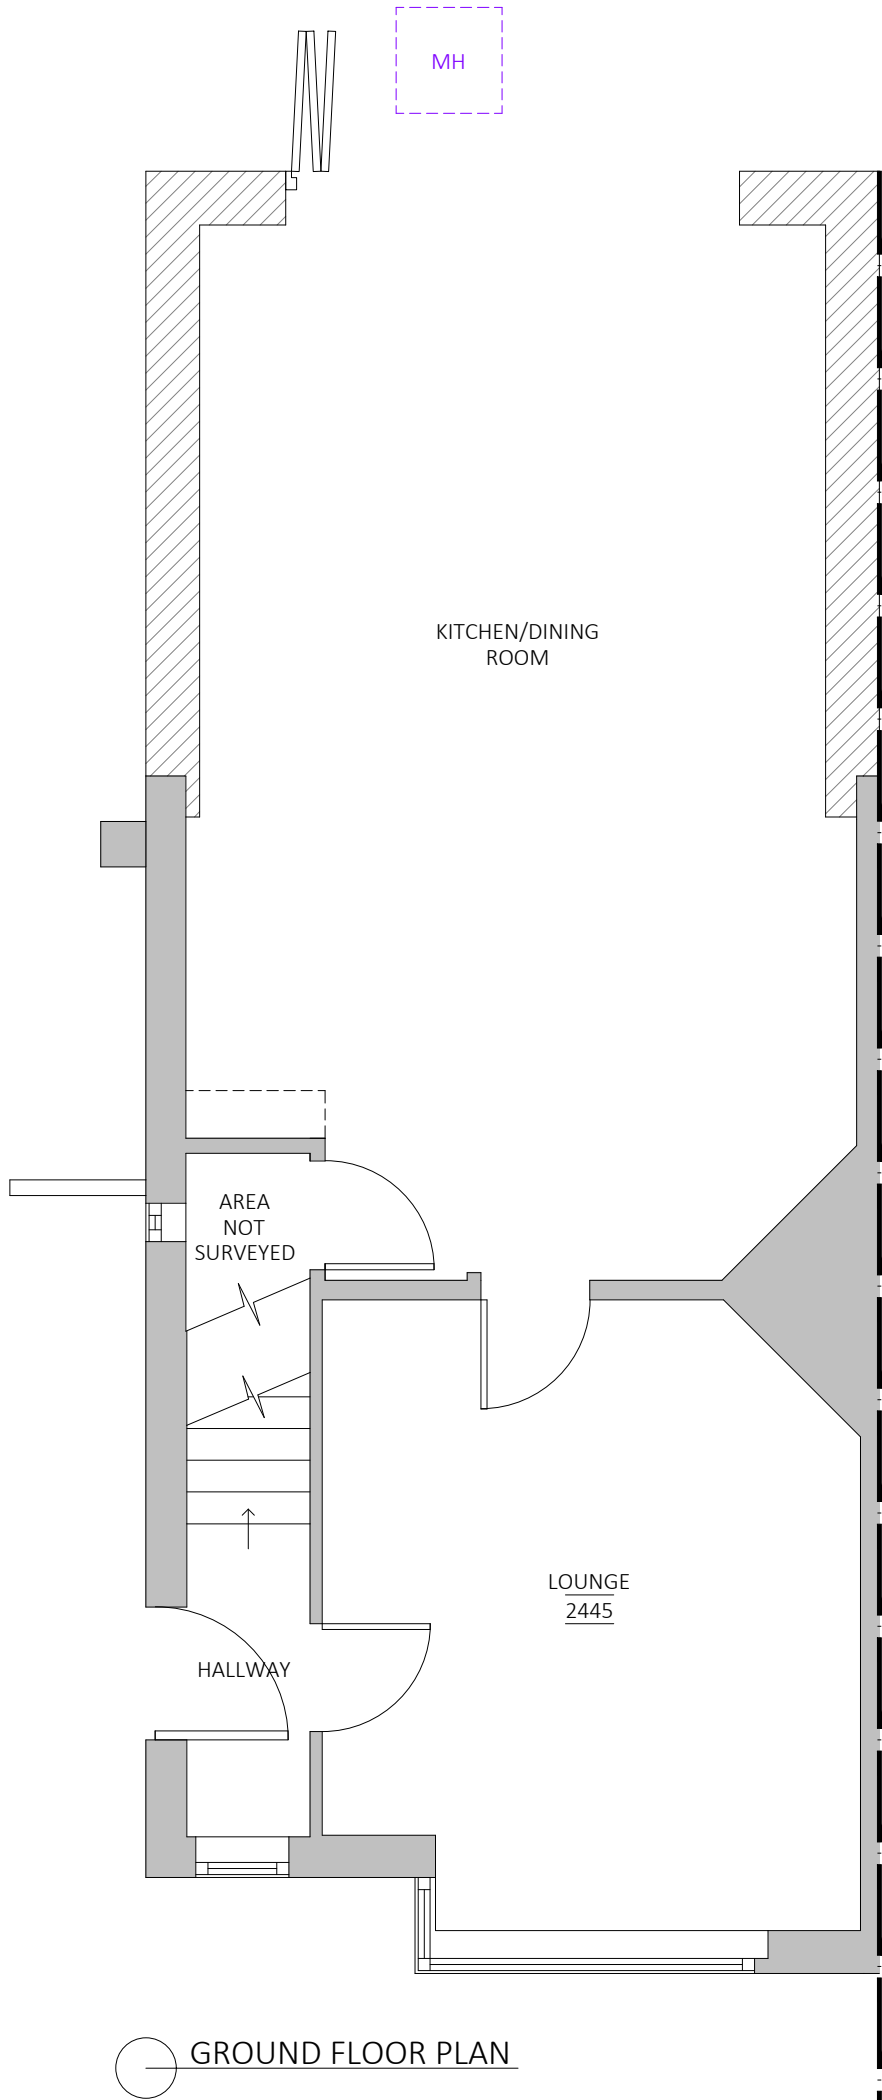 MH
KITCHEN/DINING
ROOM
AREA
NOT
SURVEYED
LOUNGE
2445
HALLWAY
GROUND FLOOR PLAN